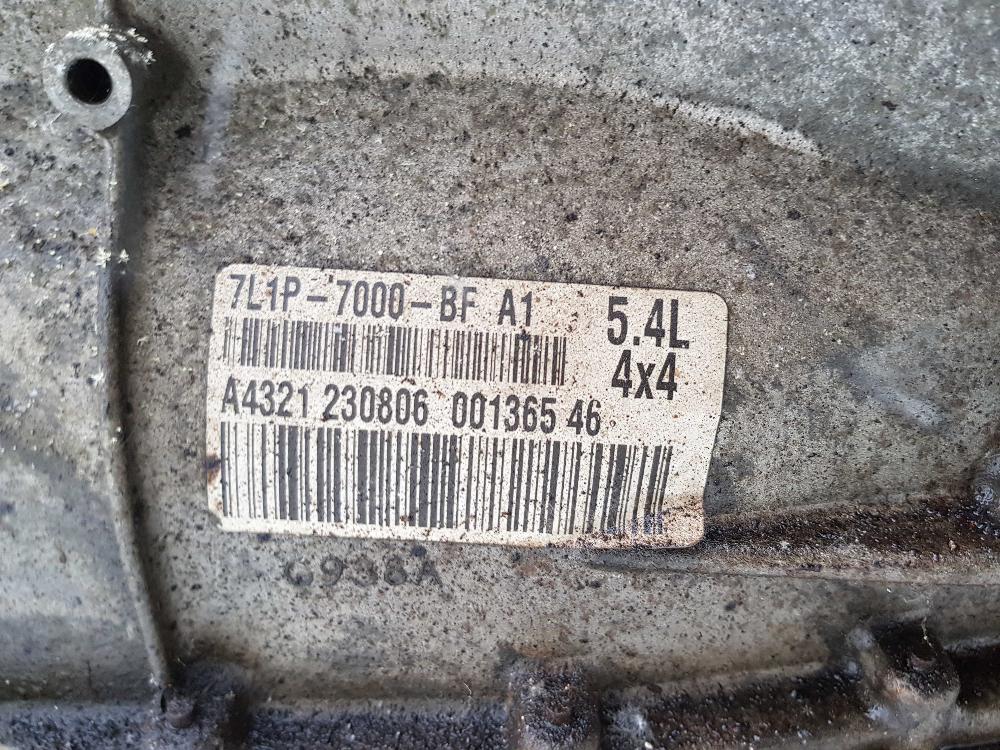 7L1P-7000-BF A1
5.4L
4x4
A4321 230806 001365 46
G938A